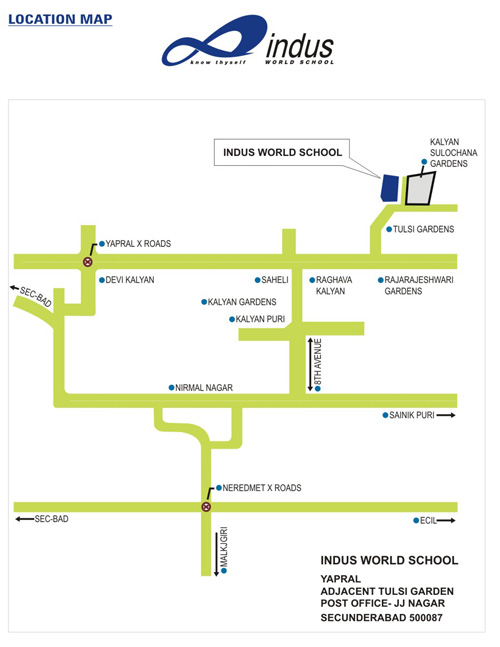 LOCATION MAP
indus
know thyself
WORLD SCHOOL
INDUS WORLD SCHOOL
KALYAN
SULOCHANA
GARDENS
TULSI GARDENS
YAPRAL X ROADS
DEVI KALYAN
SAHELI
RAGHAVA
KALYAN
RAJARAJESHWARI
GARDENS
SEC-BAD
KALYAN GARDENS
KALYAN PURI
8TH AVENUE
NIRMAL NAGAR
SAINIK PURI
NEREDMET X ROADS
SEC-BAD
ECIL
MALKJGIRI
INDUS WORLD SCHOOL
YAPRAL
ADJACENT TULSI GARDEN
POST OFFICE- JJ NAGAR
SECUNDERABAD 500087